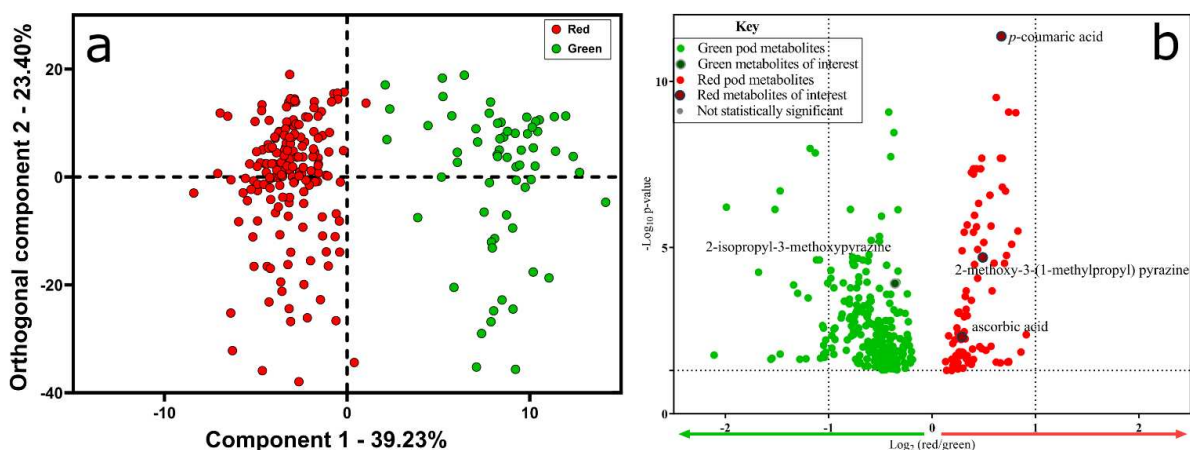 a
Red
Green
20
0
-20
-40
-10
0
10
Orthogonal component 2 - 23.40%
Component 1 - 39.23%
b
Key
Green pod metabolites
Green metabolites of interest
Red pod metabolites
Red metabolites of interest
Not statistically significant
p-coumaric acid
2-isopropyl-3-methoxypyrazine
2-methoxy-3-(1-methylpropyl) pyrazine
ascorbic acid
10
5
0
-Log10 p-value
-2
-1
0
1
2
Log2 (red/green)